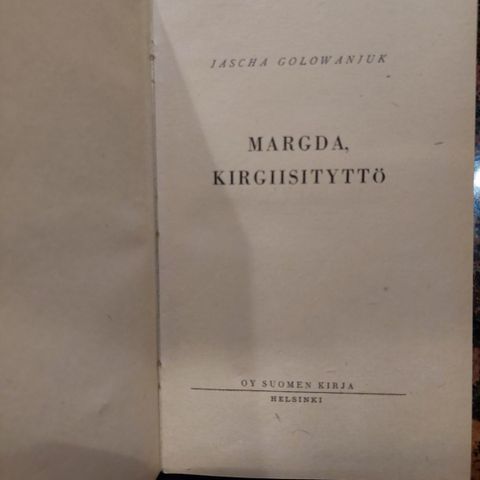 JASCHA GOLOWANJUK
MARGDA,
KIRGIISITYTTÖ
OY SUOMEN KIRJA
HELSINKI